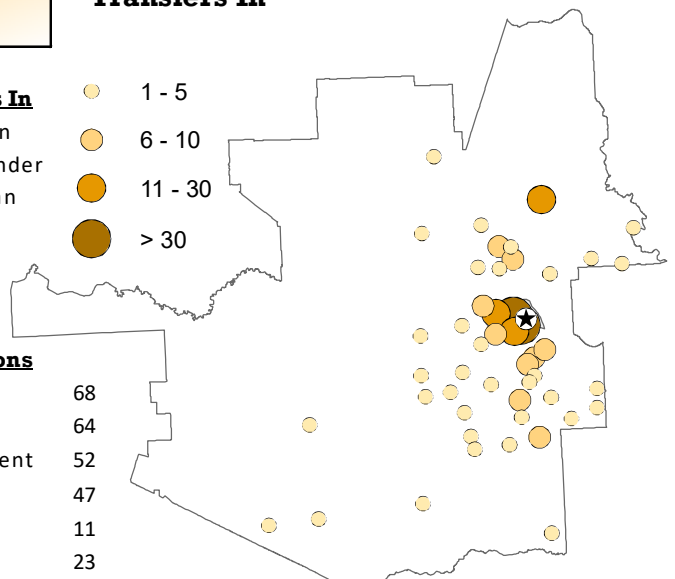 Transfers In
s In
n
nder
an
1 - 5
6 - 10
11 - 30
> 30
ons
68
64
ent 52
47
11
23